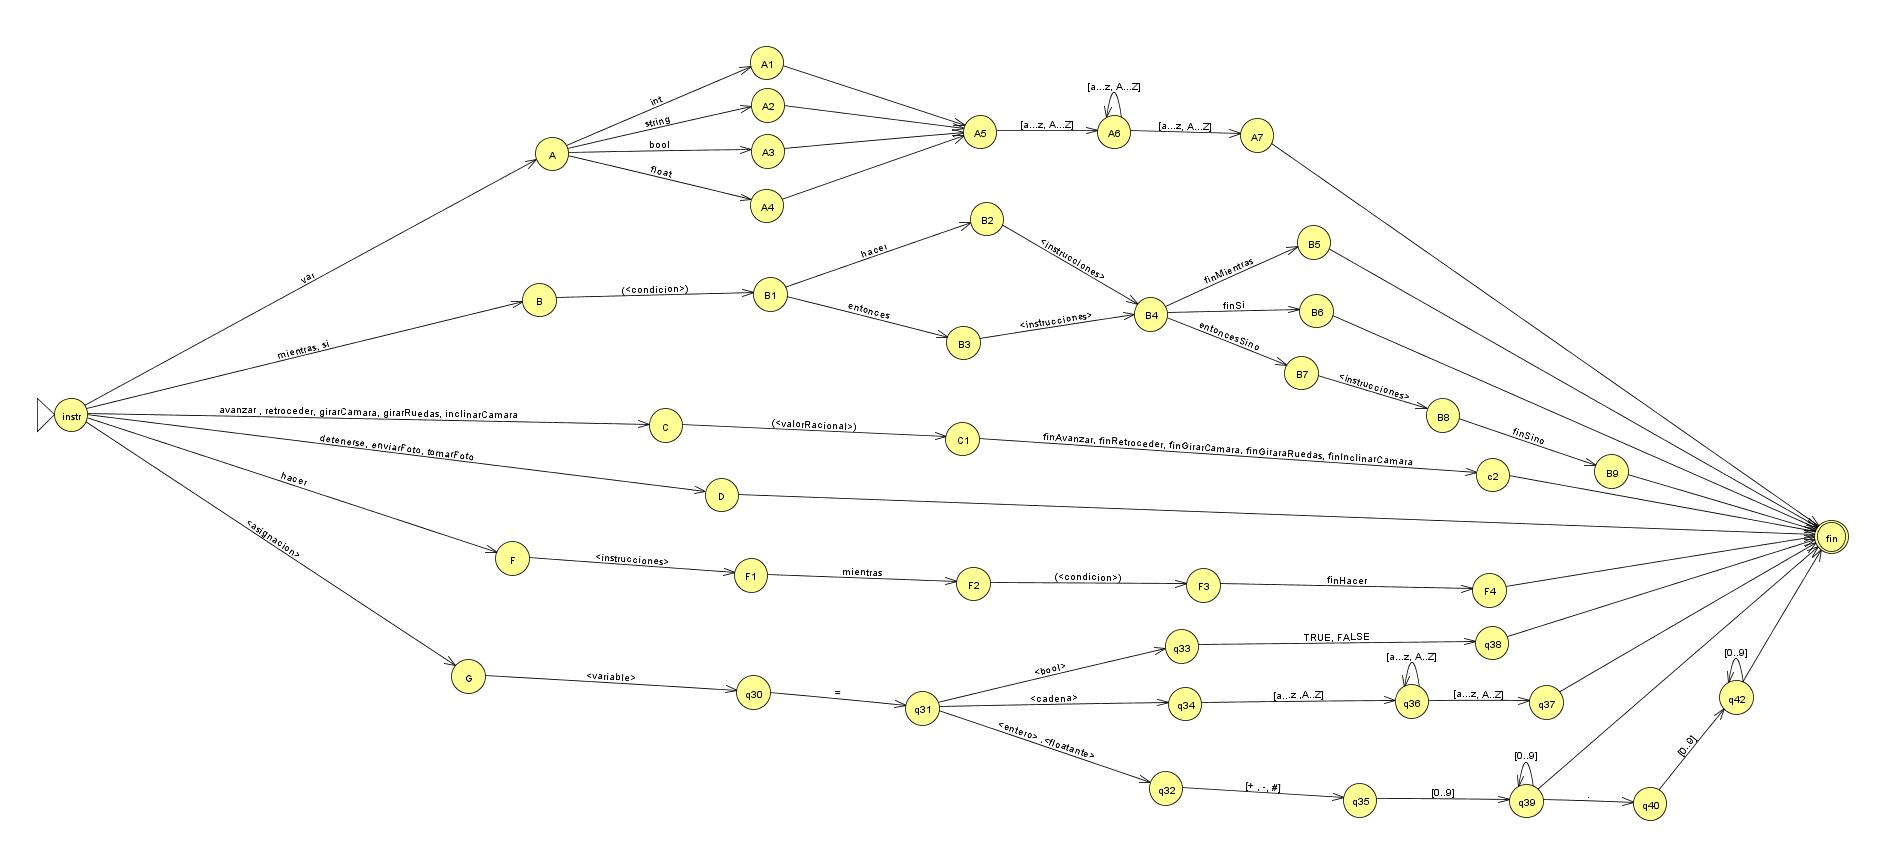 A1
[a...z, A...Z]
int
A2
string
A
bool
A3
A5
[a...z, A...Z]
A6
[a...z, A...Z]
A7
float
A4
var
B2
hacer
<instrucciones>
B5
finMientras
B
(<condicion>)
B1
entonces
B3
<instrucciones>
B4
finSi
B6
entoncesSino
B7
<instrucciones>
B8
finSino
B9
mientras, si
instr
avanzar , retroceder, girarCamara, girarRuedas, inclinarCamara
C
(<valorRacional>)
C1
finAvanzar, finRetroceder, finGirarCamara, finGiraraRuedas, finInclinarCamara
c2
detenerse, enviarFoto, tomarFoto
D
fin
hacer
F
<instrucciones>
F1
mientras
F2
(<condicion>)
F3
finHacer
F4
<asignacion>
G
<variable>
q30
=
q31
<bool>
q33
TRUE, FALSE
q38
<cadena>
q34
[a...z ,A..Z]
[a...z, A..Z]
q36
[a...z, A..Z]
q37
<entero> ,<flotante>
q32
[+ , -, #]
q35
[0..9]
[0..9]
q39
.
q40
[0..9]
[0..9]
q42